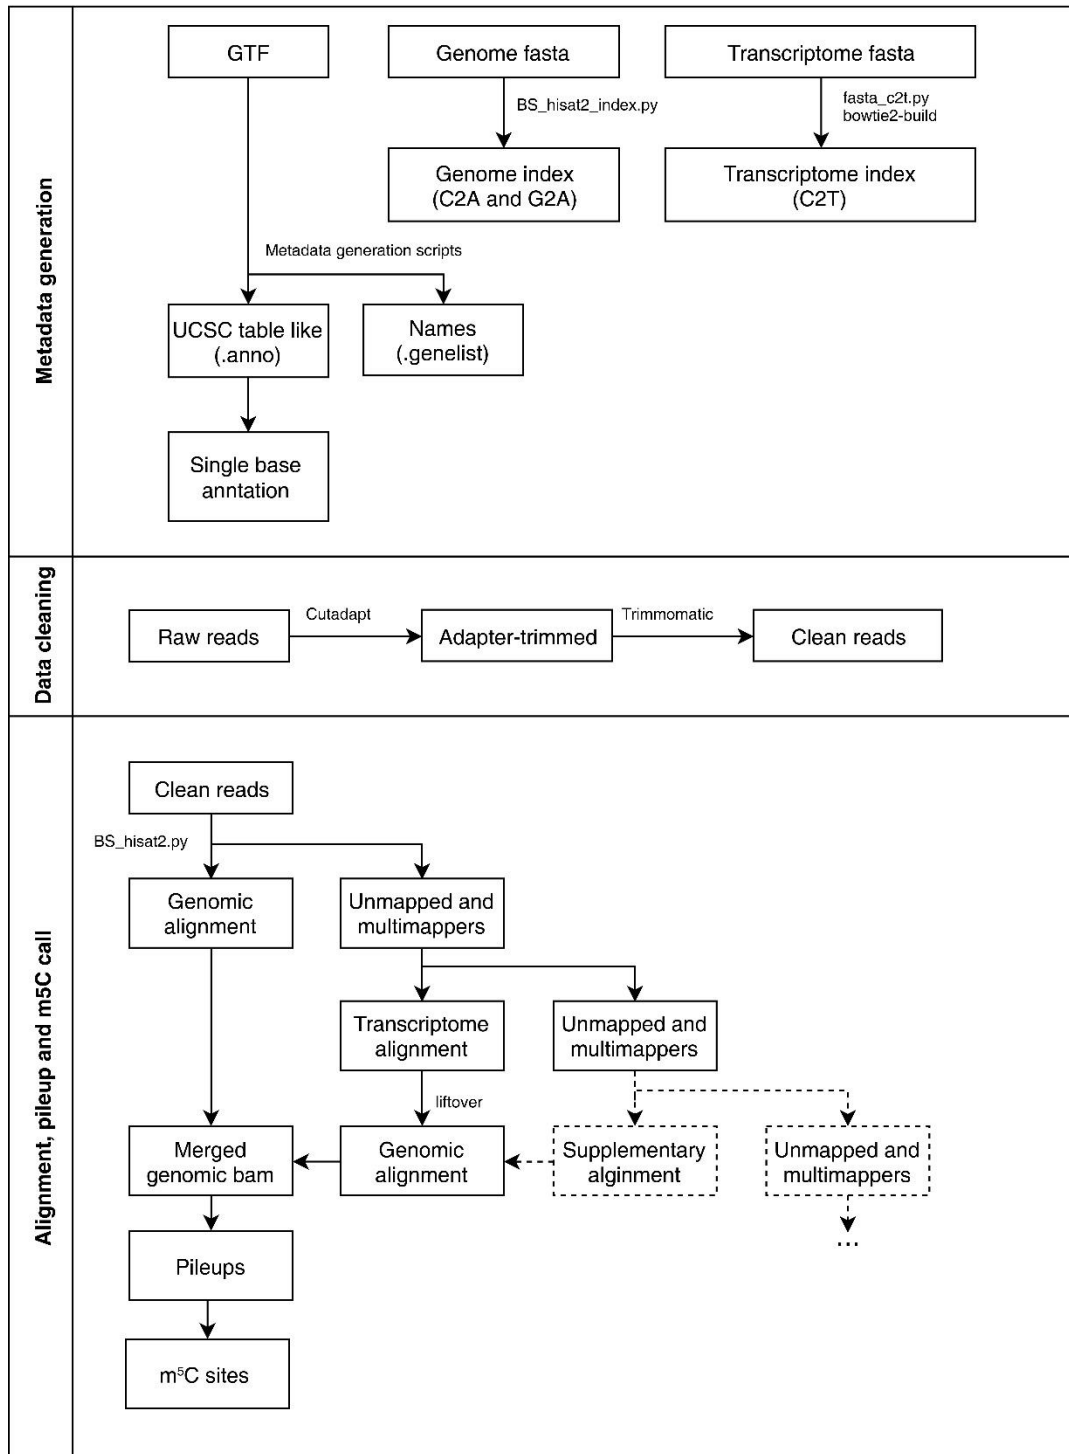 Metadata generation
GTF
Genome fasta
Transcriptome fasta
BS_hisat2_index.py
fasta_c2t.py
bowtie2-build
Genome index
(C2A and G2A)
Transcriptome index
(C2T)
Metadata generation scripts
UCSC table like
(.anno)
Names
(.genelist)
Single base
anntation
Data cleaning
Raw reads
Cutadapt
Adapter-trimmed
Trimmomatic
Clean reads
Alignment, pileup and m5C call
Clean reads
BS_hisat2.py
Genomic
alignment
Unmapped and
multimappers
Transcriptome
alignment
Unmapped and
multimappers
liftover
Merged
genomic bam
Genomic
alignment
Supplementary
alginment
Unmapped and
multimappers
...
Pileups
m⁵C sites